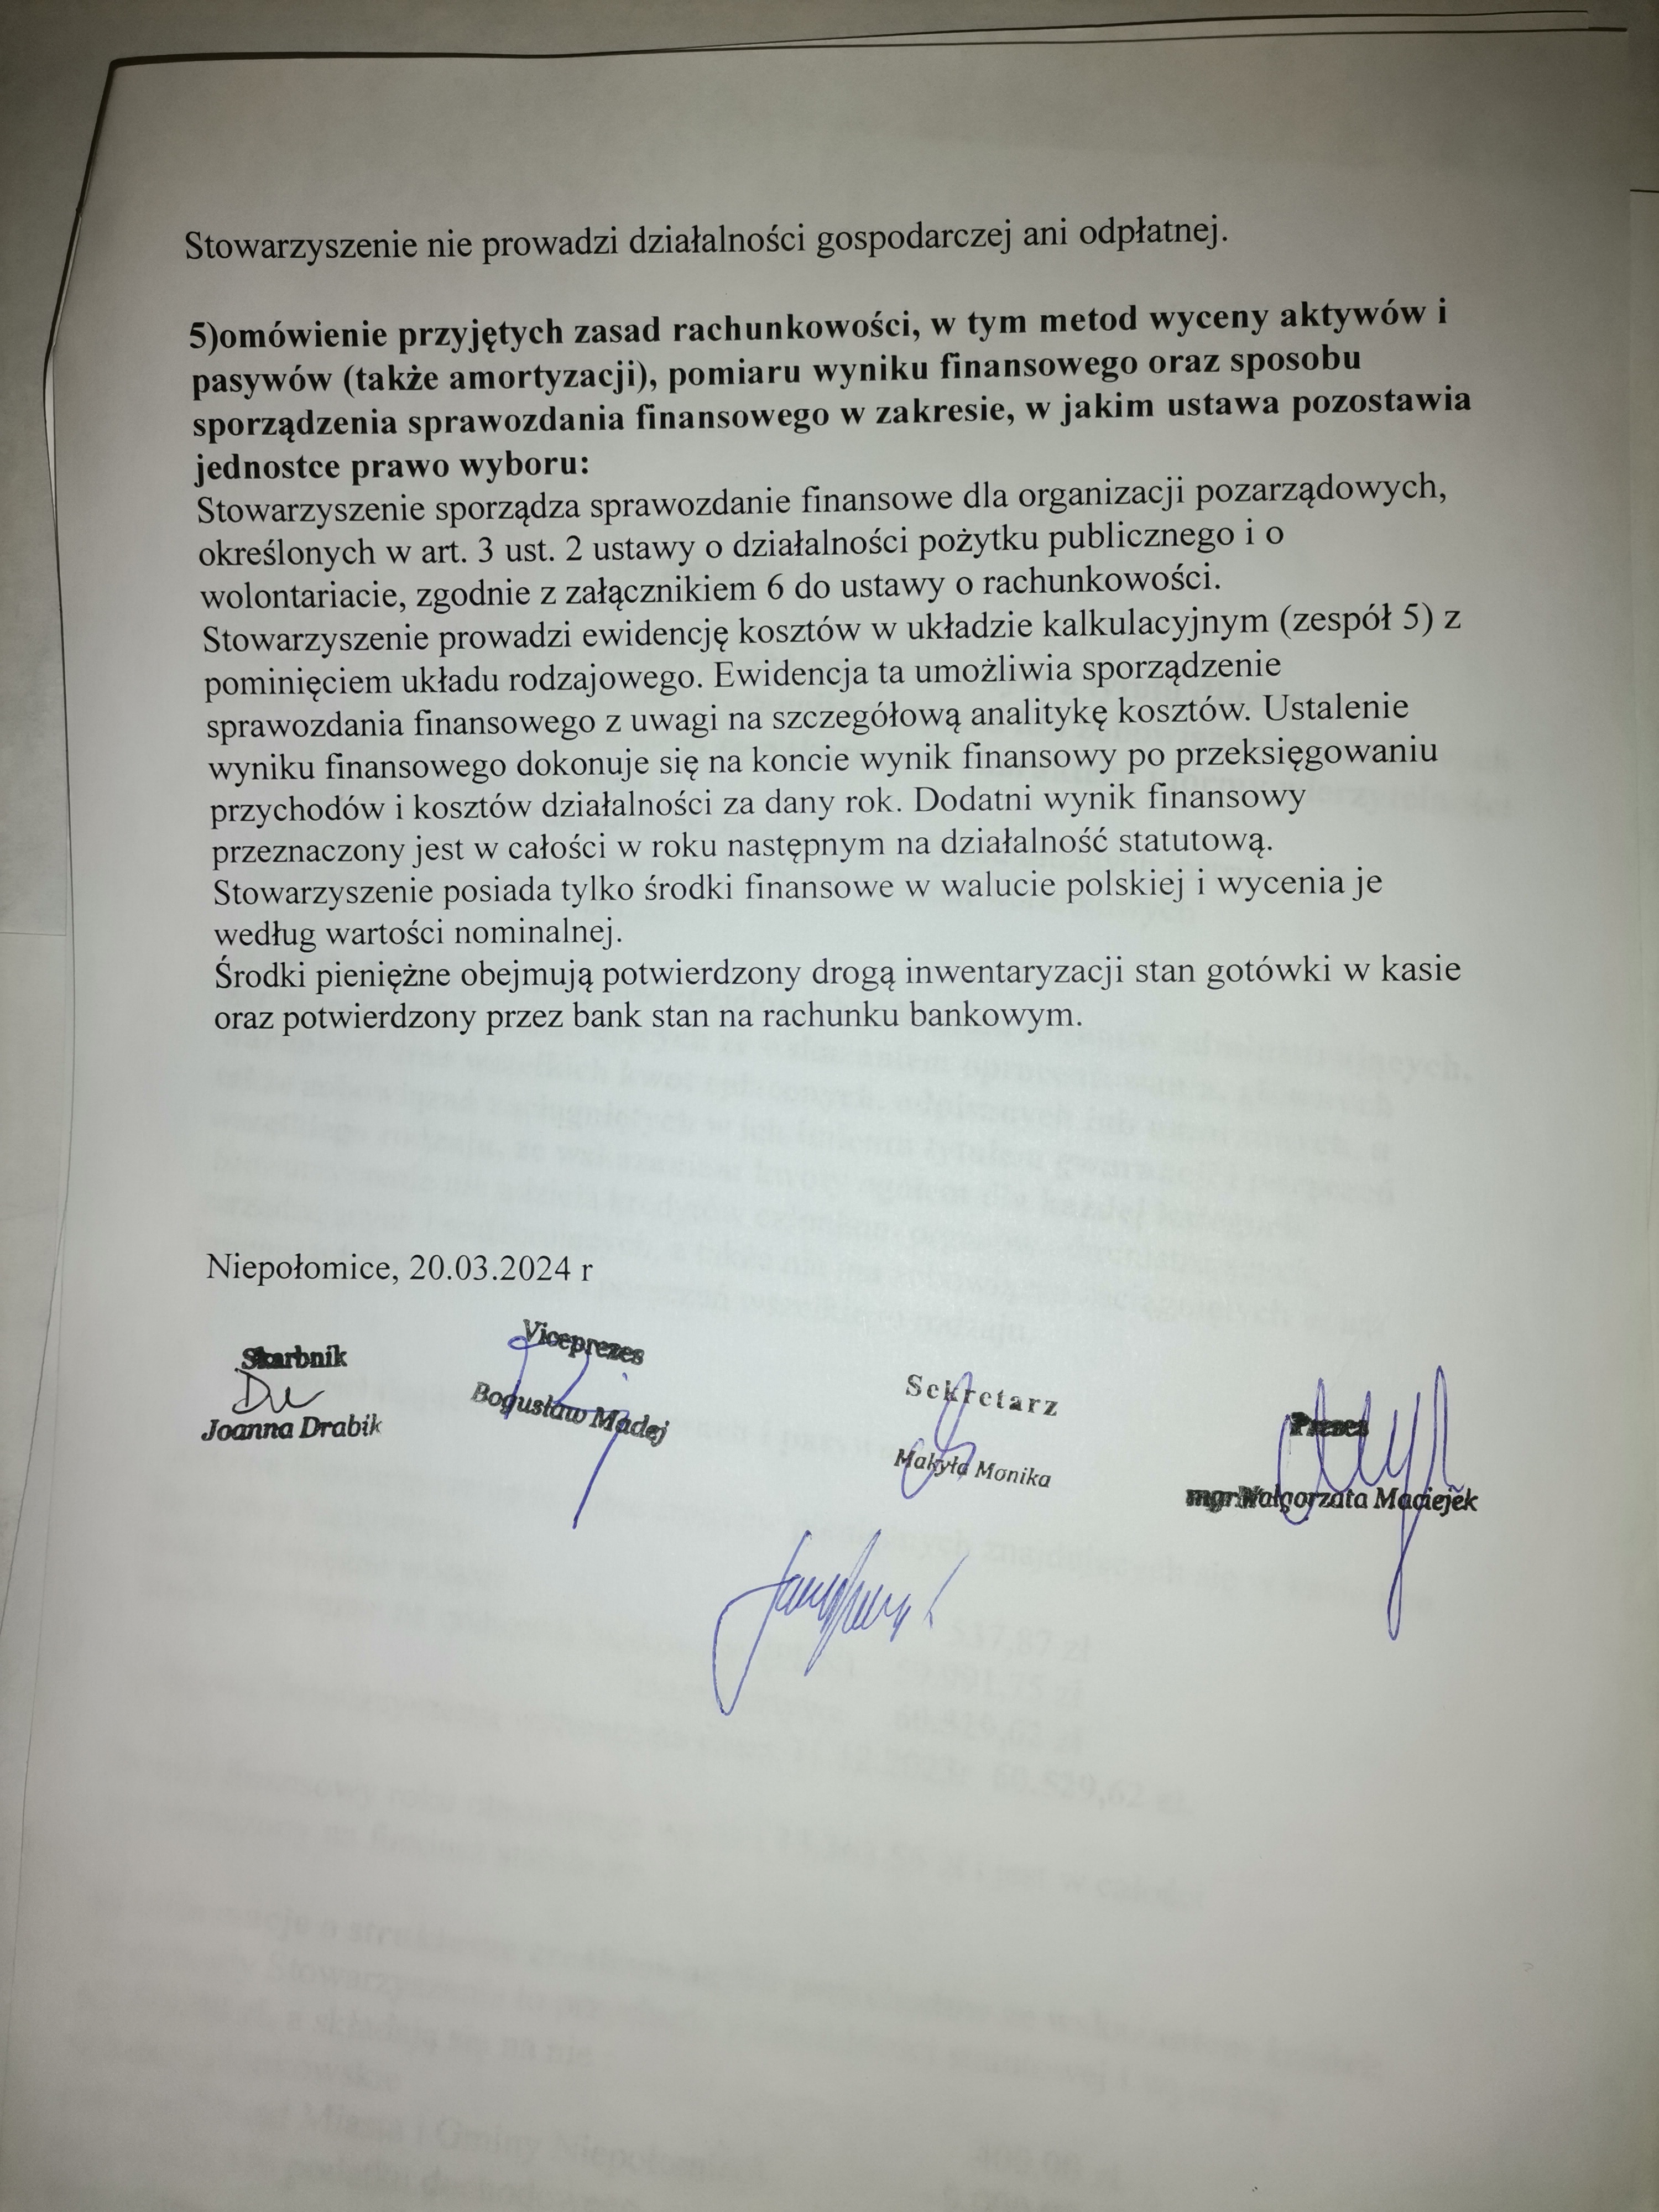 Stowarzyszenie nie prowadzi działalności gospodarczej ani odpłatnej.
5)omówienie przyjętych zasad rachunkowości, w tym metod wyceny aktywów i
pasywów (także amortyzacji), pomiaru wyniku finansowego oraz sposobu
sporządzenia sprawozdania finansowego w zakresie, w jakim ustawa pozostawia
jednostce prawo wyboru:
Stowarzyszenie sporządza sprawozdanie finansowe dla organizacji pozarządowych,
określonych w art. 3 ust. 2 ustawy o działalności pożytku publicznego i o
wolontariacie, zgodnie z załącznikiem 6 do ustawy o rachunkowości.
Stowarzyszenie prowadzi ewidencję kosztów w układzie kalkulacyjnym (zespół 5) z
pominięciem układu rodzajowego. Ewidencja ta umożliwia sporządzenie
sprawozdania finansowego z uwagi na szczegółową analitykę kosztów. Ustalenie
wyniku finansowego dokonuje się na koncie wynik finansowy po przeksięgowaniu
przychodów i kosztów działalności za dany rok. Dodatni wynik finansowy
przeznaczony jest w całości w roku następnym na działalność statutową.
Stowarzyszenie posiada tylko środki finansowe w walucie polskiej i wycenia je
według wartości nominalnej.
Środki pieniężne obejmują potwierdzony drogą inwentaryzacji stan gotówki w kasie
oraz potwierdzony przez bank stan na rachunku bankowym.
Niepołomice, 20.03.2024 r
Skarbnik
Joanna Drabik
Viceprezes
Bogusław Madej
Sekretarz
Makyła Monika
Prezes
mgr Małgorzata Maciejek